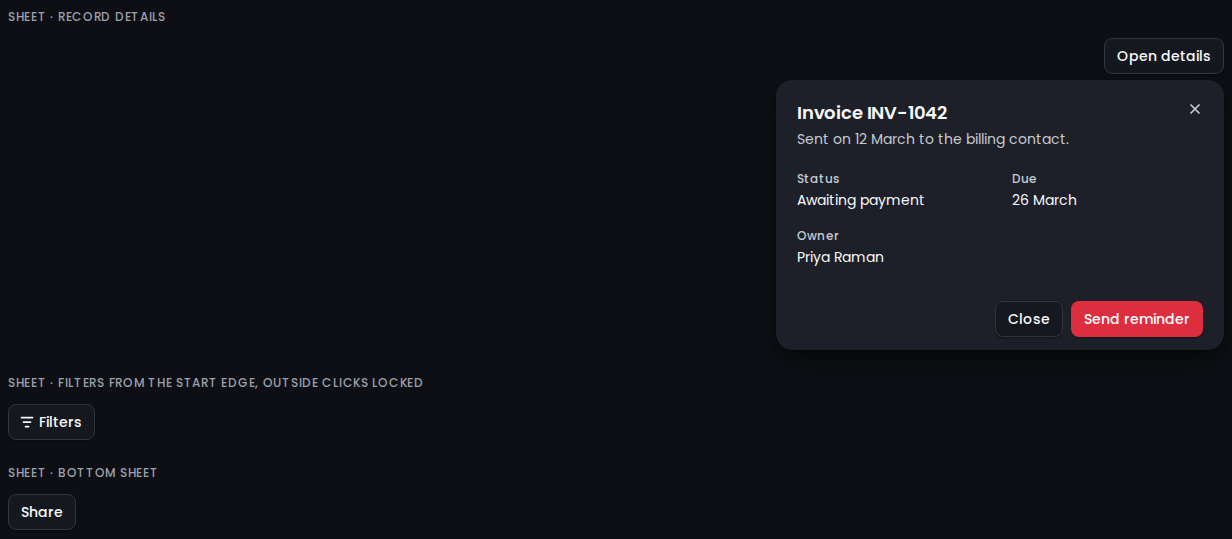 SHEET · RECORD DETAILS
Open details
Invoice INV-1042
Sent on 12 March to the billing contact.
Status
Due
Awaiting payment
26 March
Owner
Priya Raman
Close
Send reminder
SHEET · FILTERS FROM THE START EDGE, OUTSIDE CLICKS LOCKED
Filters
SHEET · BOTTOM SHEET
Share